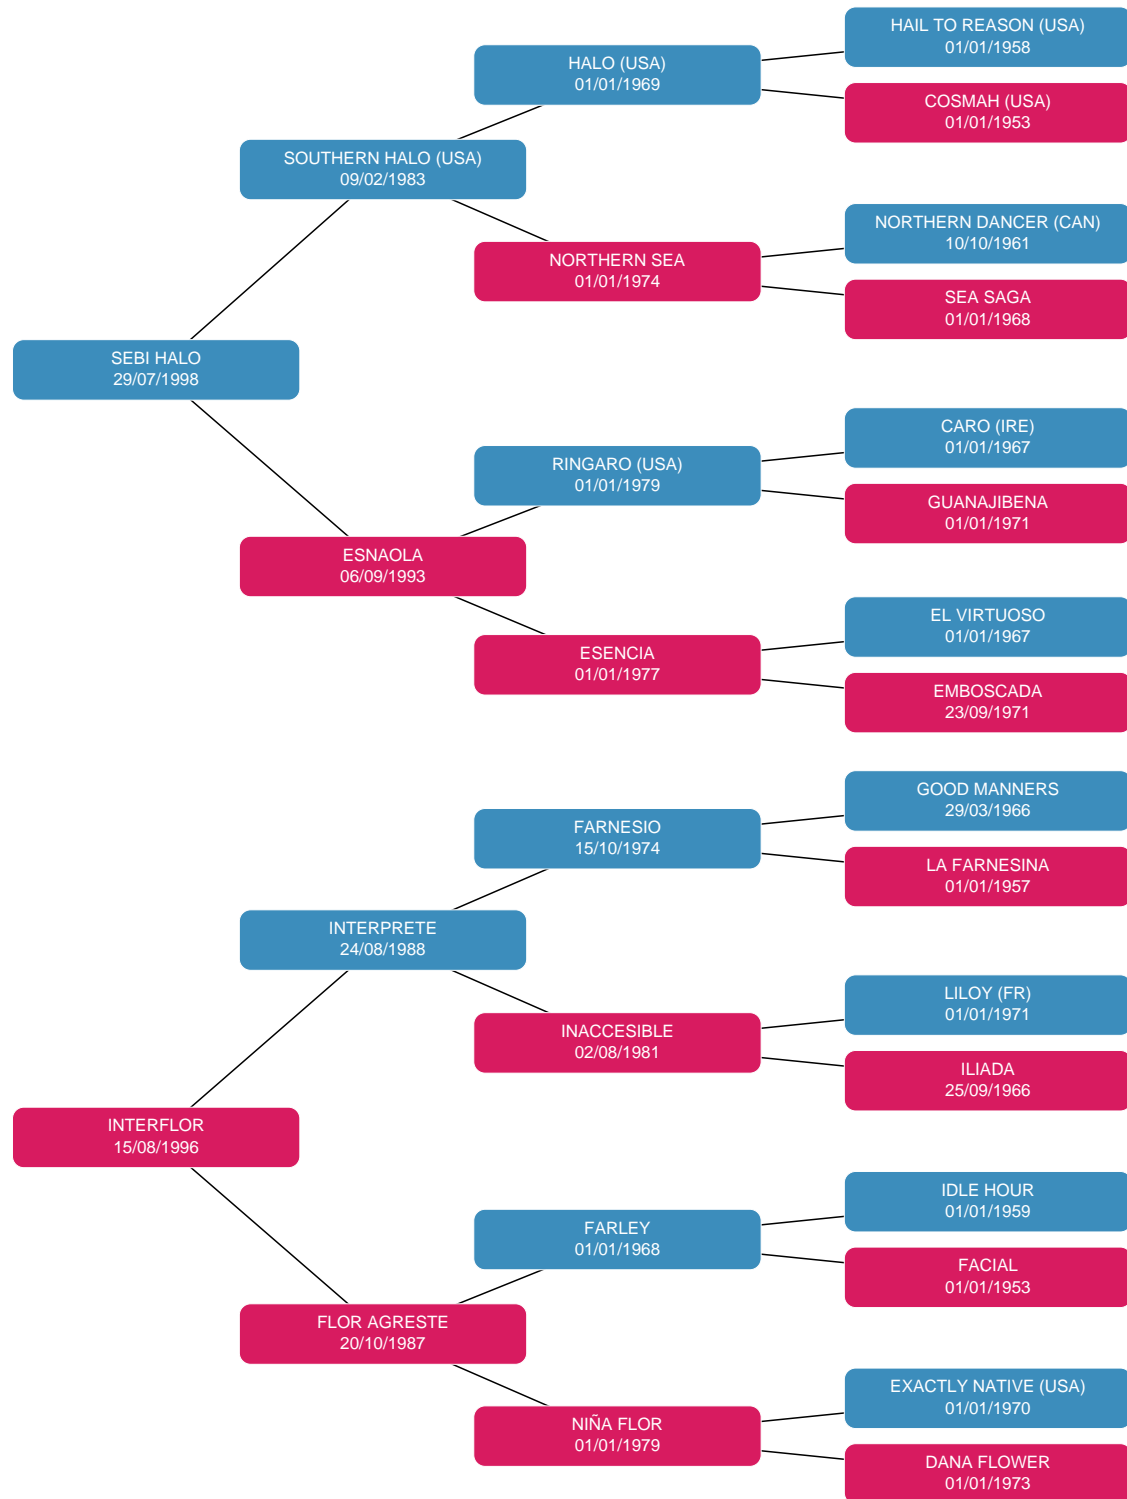 HAIL TO REASON (USA)
01/01/1958
HALO (USA)
01/01/1969
COSMAH (USA)
01/01/1953
SOUTHERN HALO (USA)
09/02/1983
NORTHERN DANCER (CAN)
10/10/1961
NORTHERN SEA
01/01/1974
SEA SAGA
01/01/1968
SEBI HALO
29/07/1998
CARO (IRE)
01/01/1967
RINGARO (USA)
01/01/1979
GUANAJIBENA
01/01/1971
ESNAOLA
06/09/1993
EL VIRTUOSO
01/01/1967
ESENCIA
01/01/1977
EMBOSCADA
23/09/1971
GOOD MANNERS
29/03/1966
FARNESIO
15/10/1974
LA FARNESINA
01/01/1957
INTERPRETE
24/08/1988
LILOY (FR)
01/01/1971
INACCESIBLE
02/08/1981
ILIADA
25/09/1966
INTERFLOR
15/08/1996
IDLE HOUR
01/01/1959
FARLEY
01/01/1968
FACIAL
01/01/1953
FLOR AGRESTE
20/10/1987
EXACTLY NATIVE (USA)
01/01/1970
NIÑA FLOR
01/01/1979
DANA FLOWER
01/01/1973